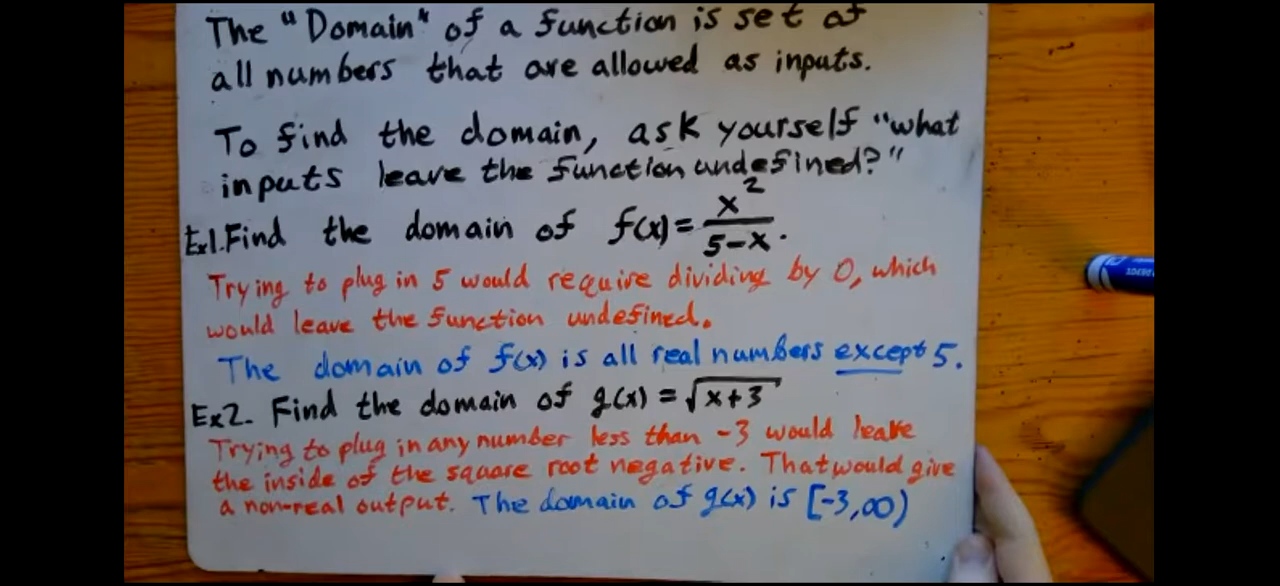 The "Domain" of a function is set of
all numbers that are allowed as inputs.
To find the domain, ask yourself "what
inputs leave the function undefined?"
Ex1. Find the domain of f(x) = x²/(5-x).
Trying to plug in 5 would require dividing by 0, which
would leave the function undefined.
The domain of f(x) is all real numbers except 5.
Ex2. Find the domain of g(x) = √(x+3)
Trying to plug in any number less than -3 would leave
the inside of the square root negative. That would give
a non-real output. The domain of g(x) is [-3,∞)